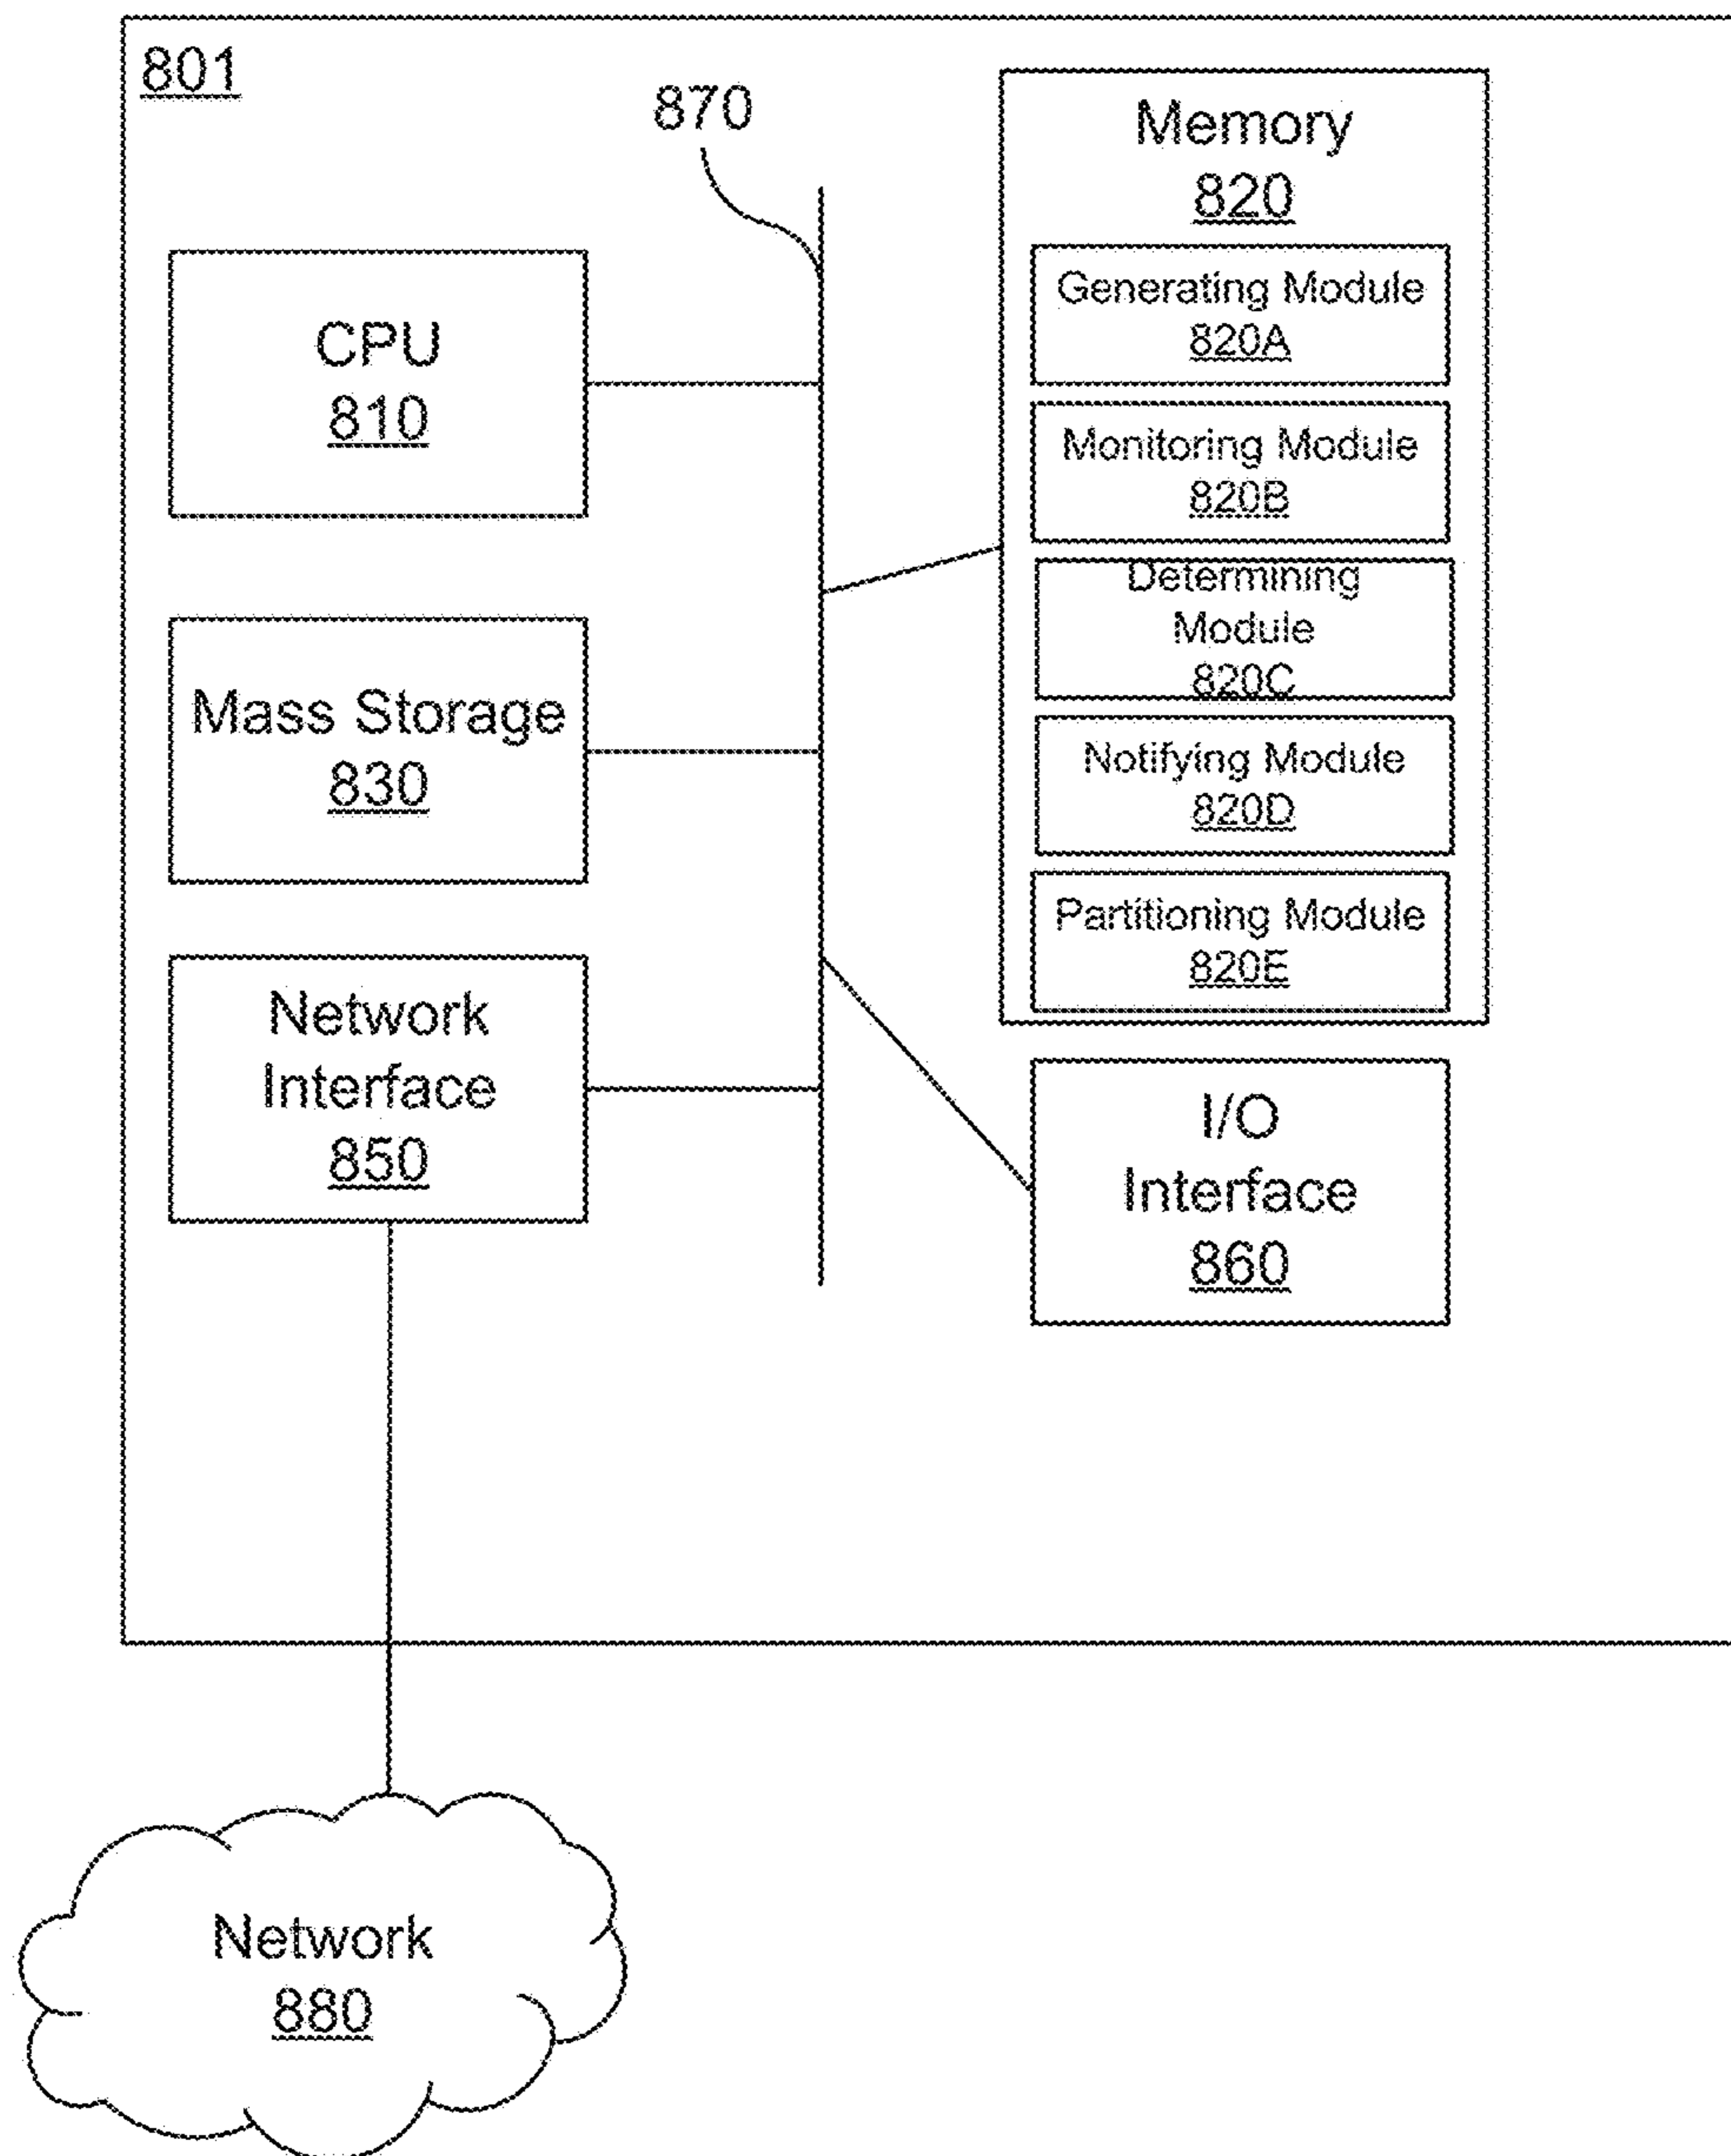 801
870
Memory
820
Generating Module
820A
Monitoring Module
820B
Determining
Module
820C
Notifying Module
820D
Partitioning Module
820E
CPU
810
Mass Storage
830
Network
Interface
850
I/O
Interface
860
Network
880